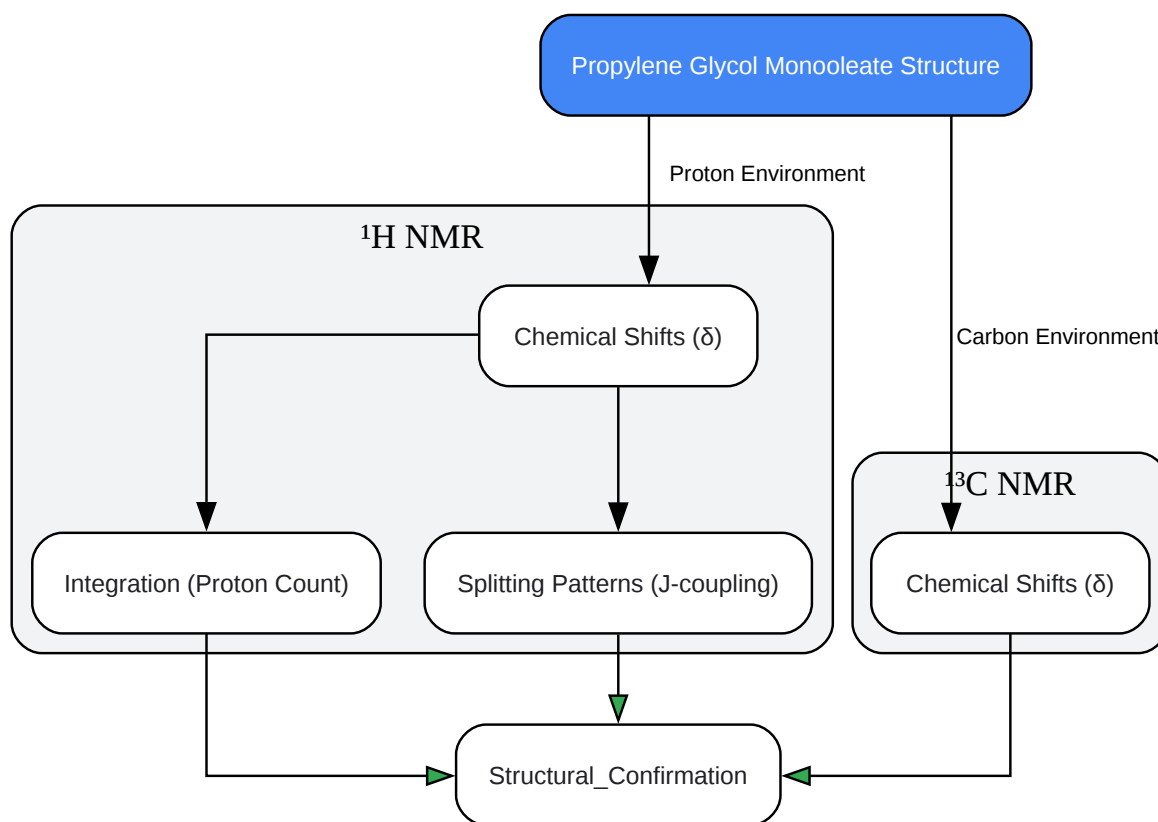 Propylene Glycol Monooleate Structure
Proton Environment
¹H NMR
Chemical Shifts (δ)
Carbon Environment
¹³C NMR
Integration (Proton Count)
Splitting Patterns (J-coupling)
Chemical Shifts (δ)
Structural_Confirmation